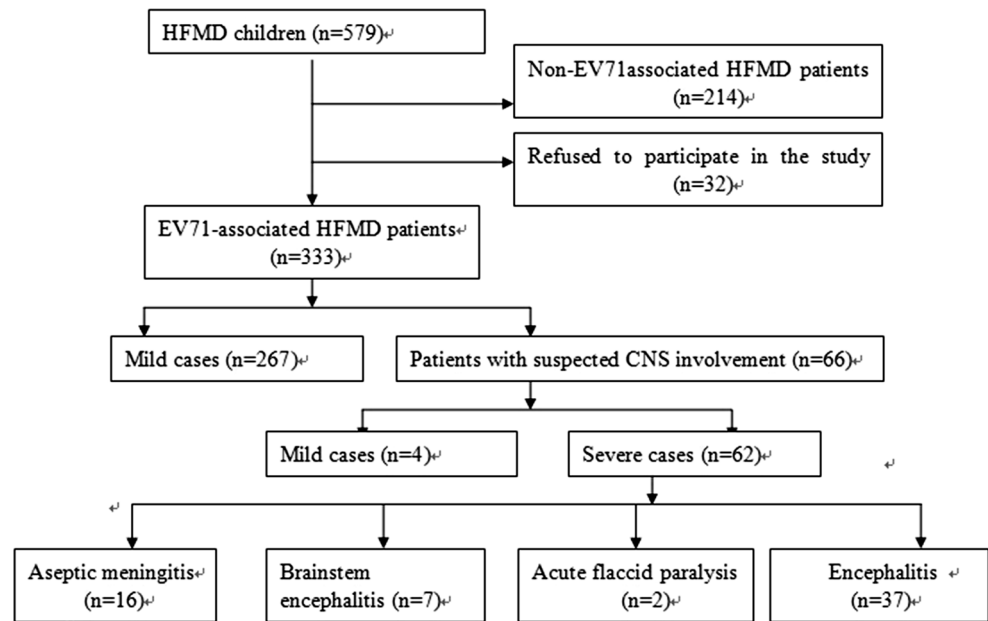 HFMD children (n=579)↵
Non-EV71associated HFMD patients
(n=214)↵
Refused to participate in the study
(n=32)↵
EV71-associated HFMD patients↵
(n=333)↵
Mild cases (n=267)↵
Patients with suspected CNS involvement (n=66)↵
Mild cases (n=4)↵
Severe cases (n=62)↵
↵
↵
Aseptic meningitis↵
(n=16)↵
Brainstem
encephalitis (n=7)↵
Acute flaccid paralysis
(n=2)↵
Encephalitis ↵
(n=37)↵